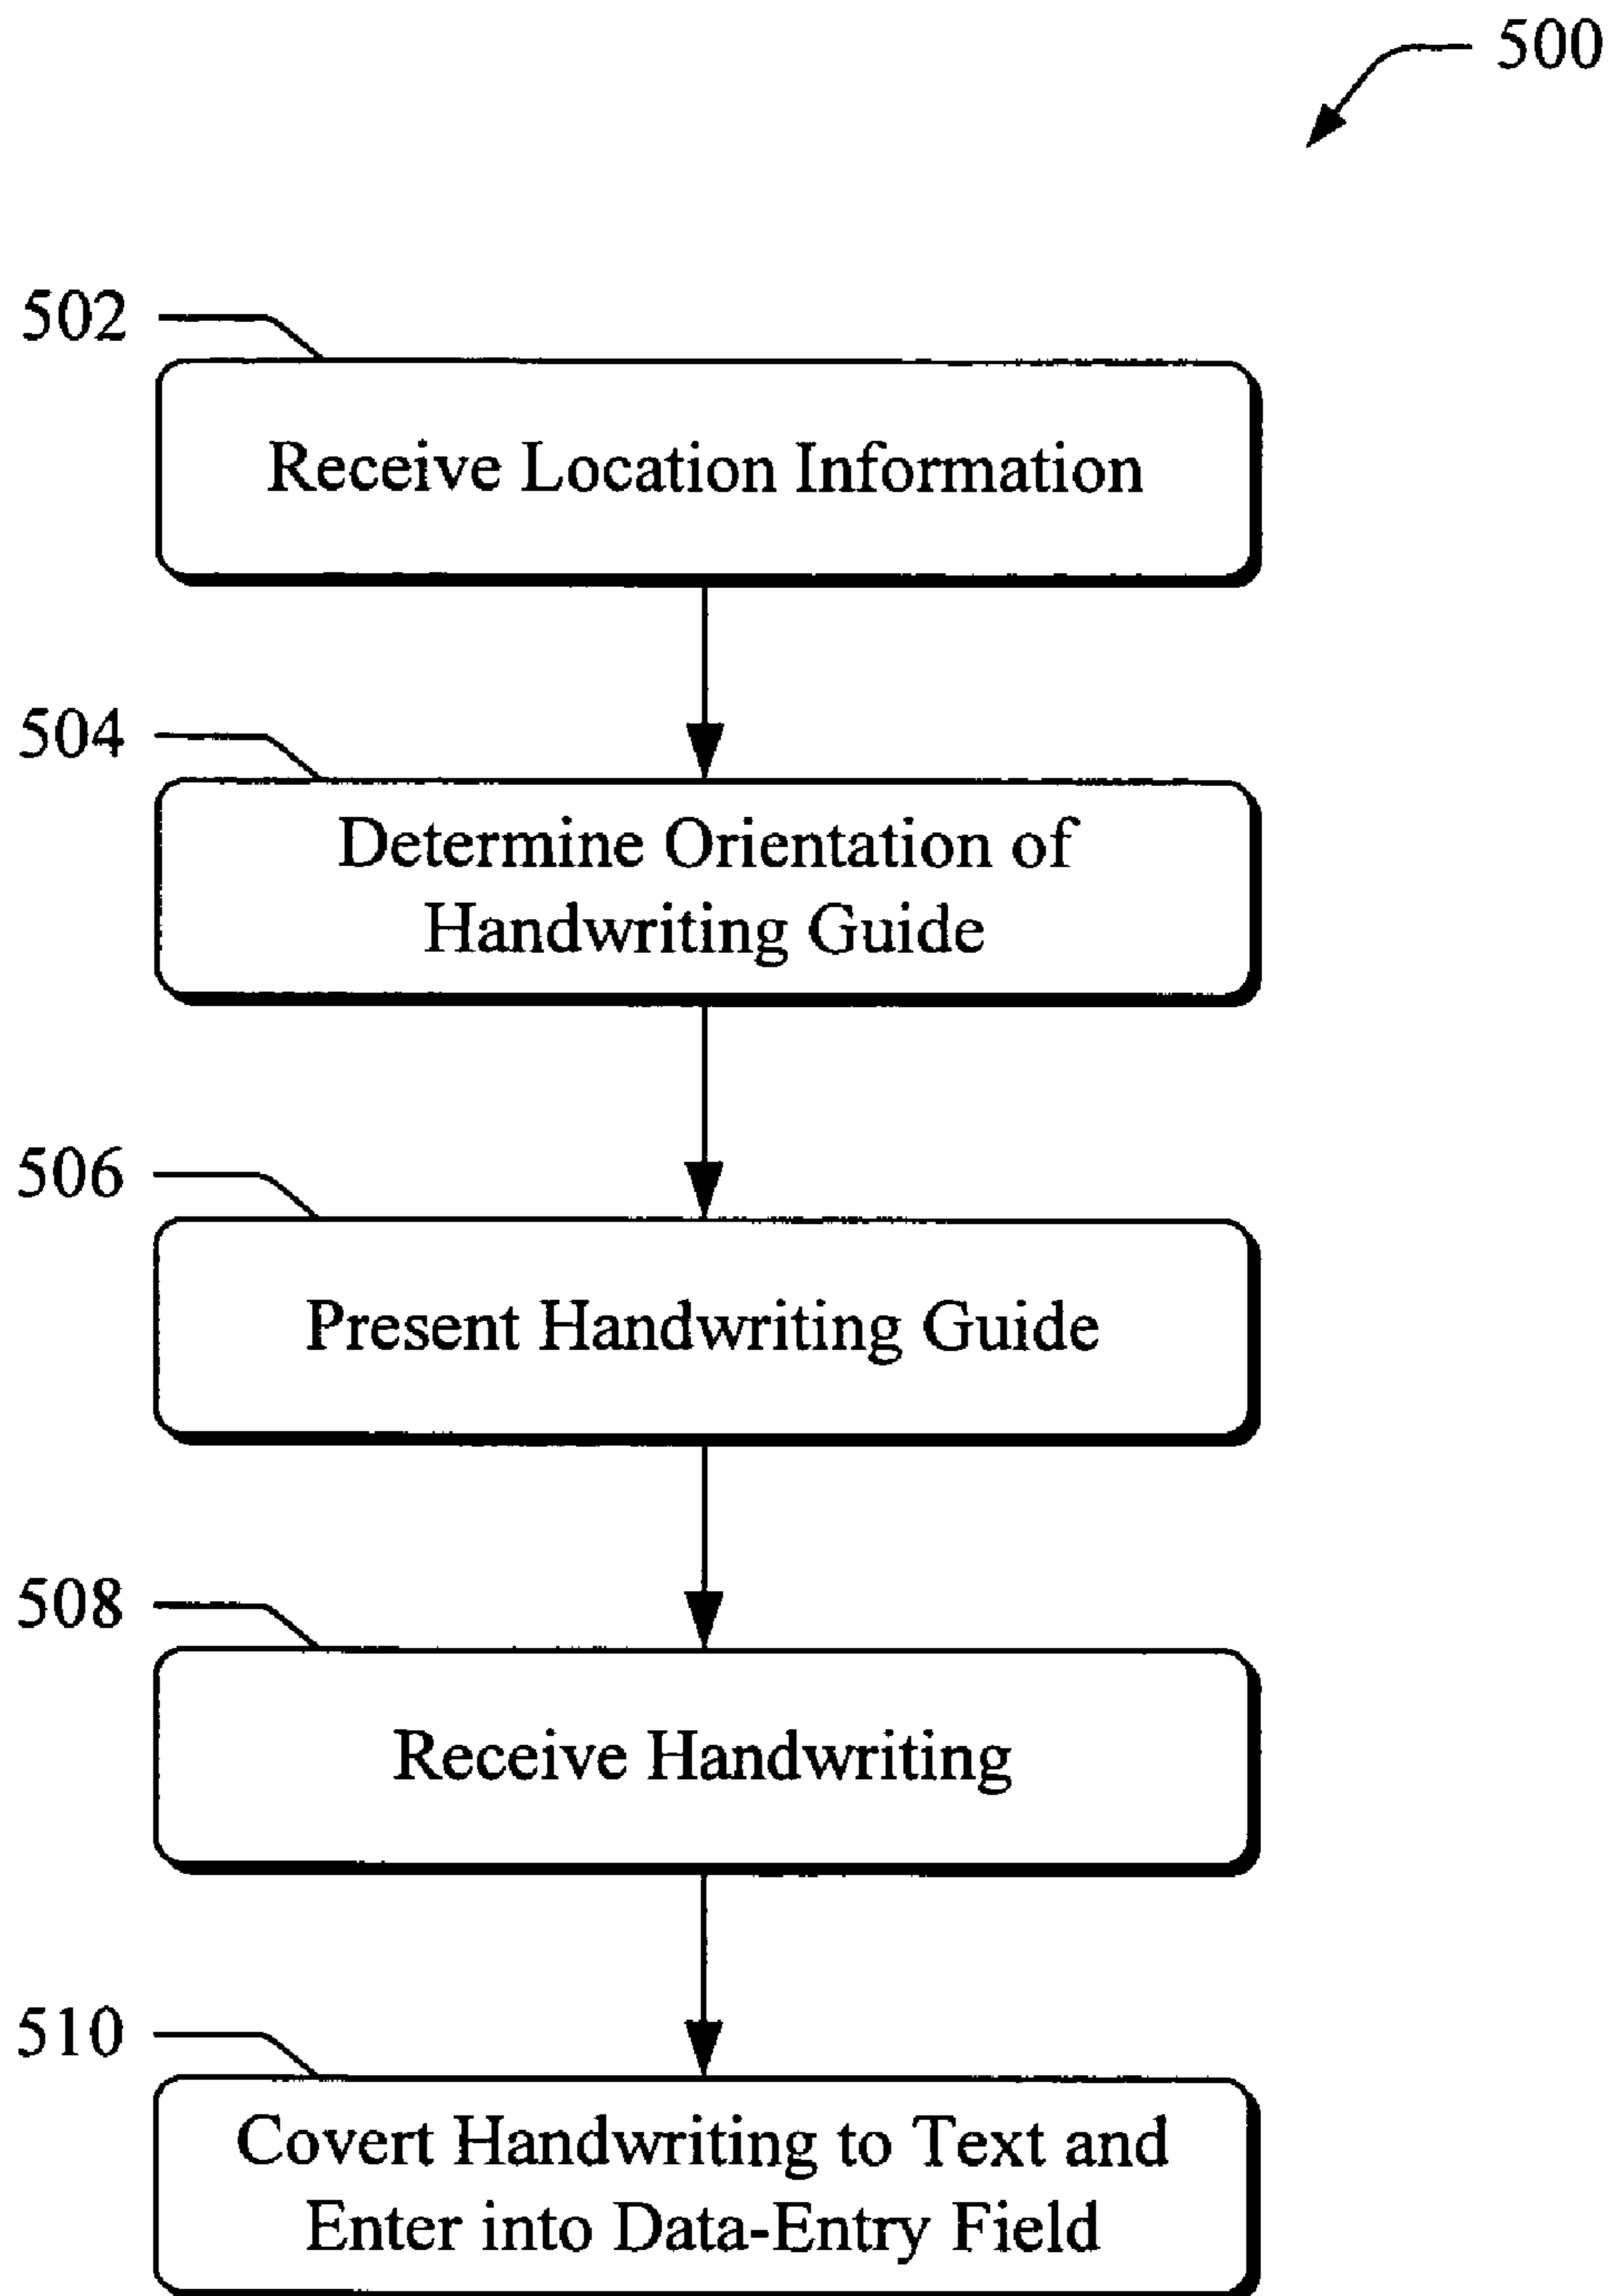 500
502
Receive Location Information
504
Determine Orientation of
Handwriting Guide
506
Present Handwriting Guide
508
Receive Handwriting
510
Covert Handwriting to Text and
Enter into Data-Entry Field